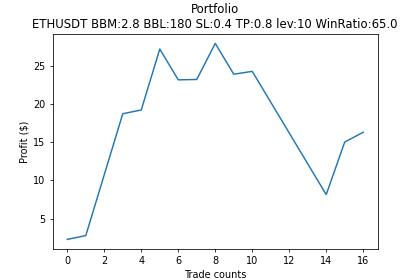 Portfolio
ETHUSDT BBM:2.8 BBL:180 SL:0.4 TP:0.8 lev:10 WinRatio:65.0
25
20
15
10
5
Profit ($)
0 2 4 6 8 10 12 14 16
Trade counts